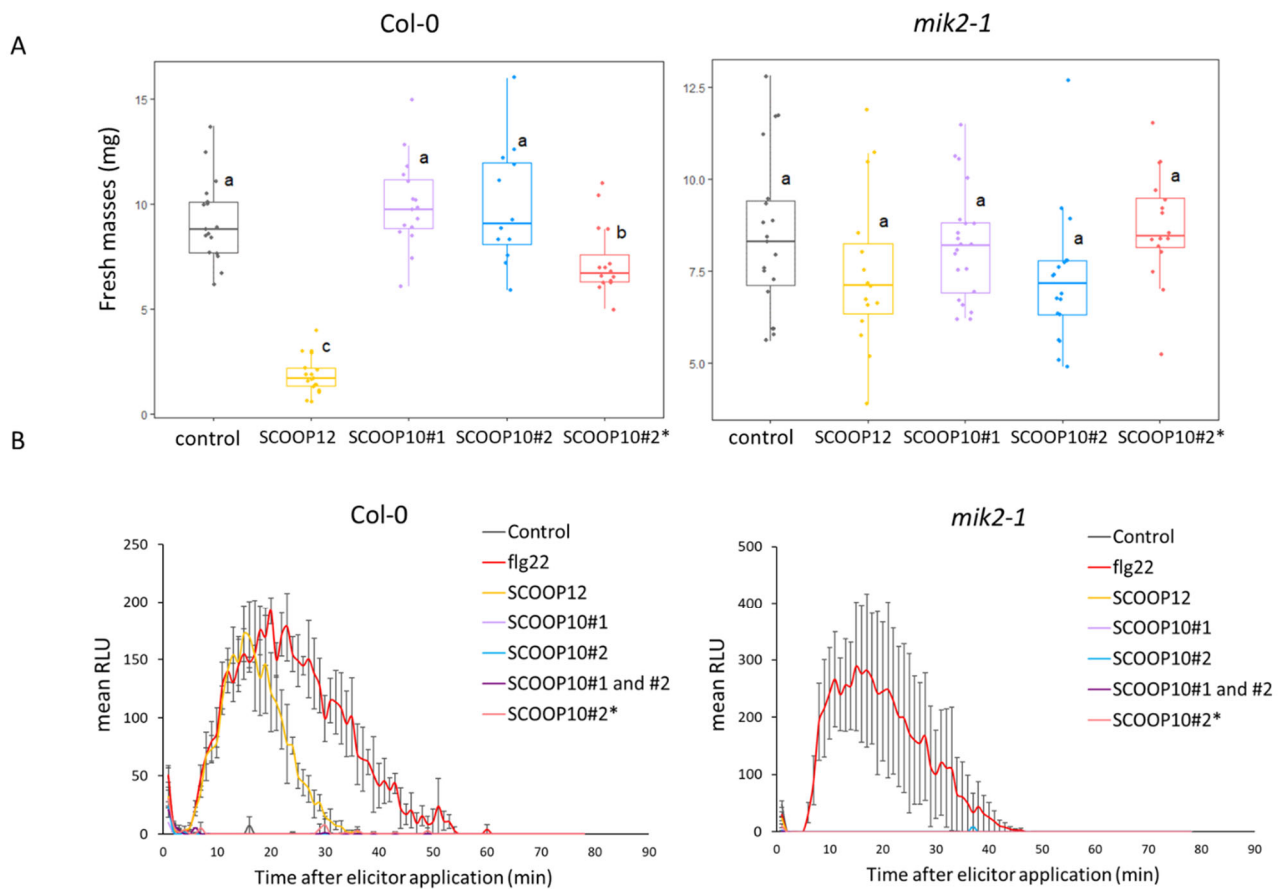 A
Col-0
mik2-1
Fresh masses (mg)
15
10
5
0
a
c
a
a
b
control SCOOP12 SCOOP10#1 SCOOP10#2 SCOOP10#2*
12.5
10.0
7.5
5.0
a
a
a
a
a
control SCOOP12 SCOOP10#1 SCOOP10#2 SCOOP10#2*
B
Col-0
mean RLU
250
200
150
100
50
0
0 10 20 30 40 50 60 70 80 90
Time after elicitor application (min)
Control
flg22
SCOOP12
SCOOP10#1
SCOOP10#2
SCOOP10#1 and #2
SCOOP10#2*
mik2-1
mean RLU
500
400
300
200
100
0
0 10 20 30 40 50 60 70 80 90
Time after elicitor application (min)
Control
flg22
SCOOP12
SCOOP10#1
SCOOP10#2
SCOOP10#1 and #2
SCOOP10#2*